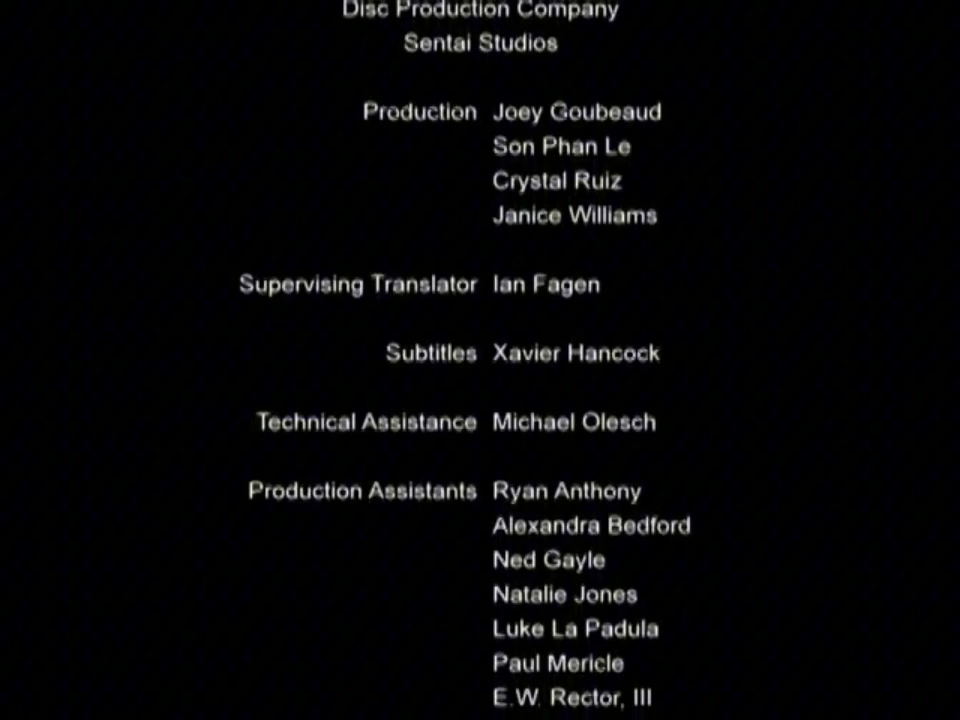 Disc Production Company
Sentai Studios
Production Joey Goubeaud
Son Phan Le
Crystal Ruiz
Janice Williams
Supervising Translator Ian Fagen
Subtitles Xavier Hancock
Technical Assistance Michael Olesch
Production Assistants Ryan Anthony
Alexandra Bedford
Ned Gayle
Natalie Jones
Luke La Padula
Paul Mericle
E.W. Rector, III